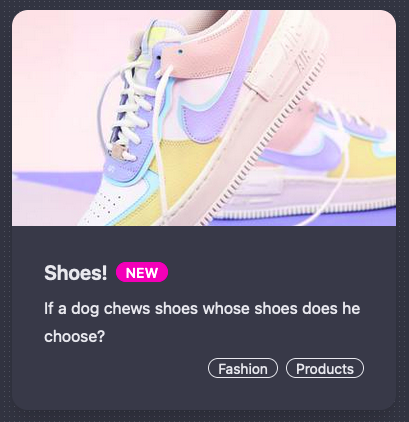 AIR
Shoes! NEW
If a dog chews shoes whose shoes does he
choose?
Fashion Products